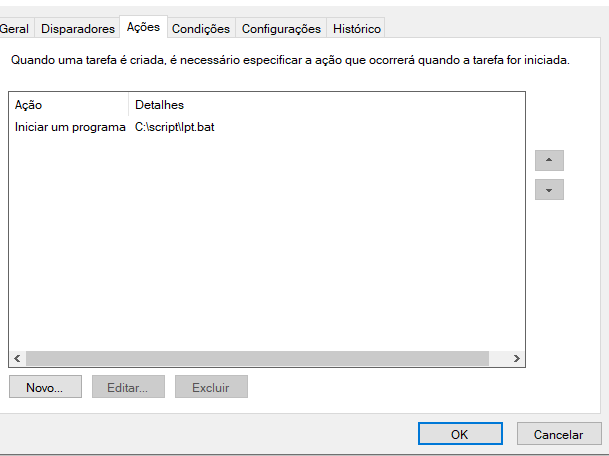 Geral Disparadores Ações Condições Configurações Histórico
Quando uma tarefa é criada, é necessário especificar a ação que ocorrerá quando a tarefa for iniciada.
Ação Detalhes
Iniciar um programa C:\script\lpt.bat
Novo... Editar... Excluir
OK Cancelar